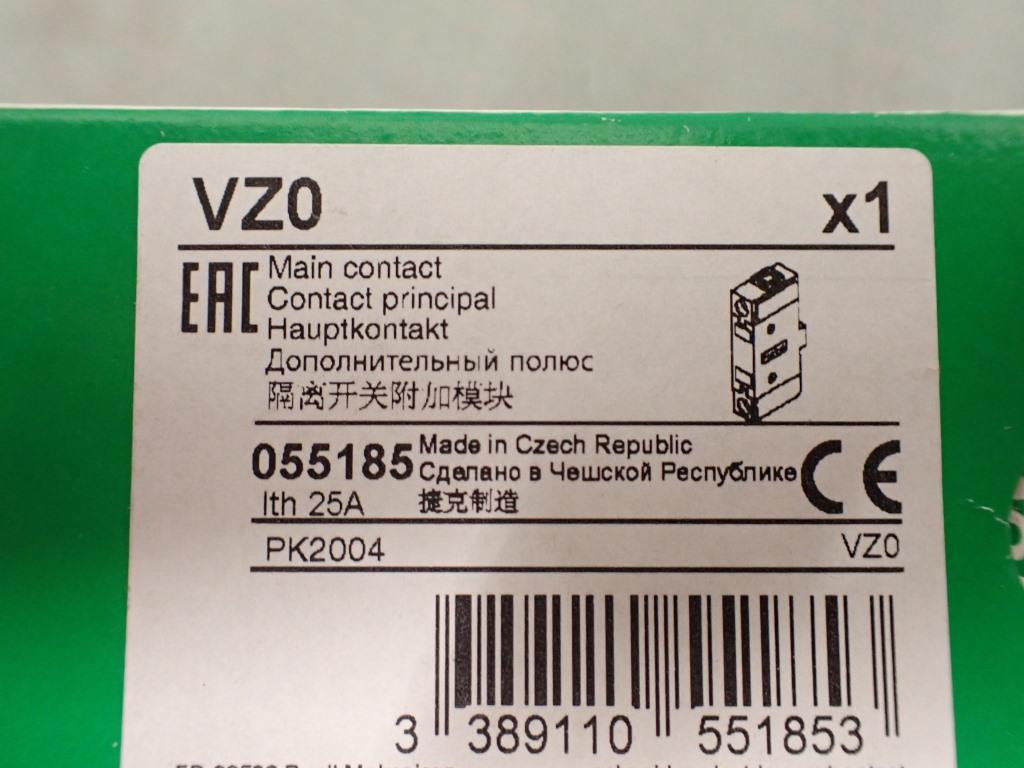 VZ0 x1
EAC
Main contact
Contact principal
Hauptkontakt
Дополнительный полюс
隔离开关附加模块
055185
Made in Czech Republic
Сделано в Чешской Республике
Ith 25A
捷克制造
CE
PK2004 VZ0
3 389110 551853